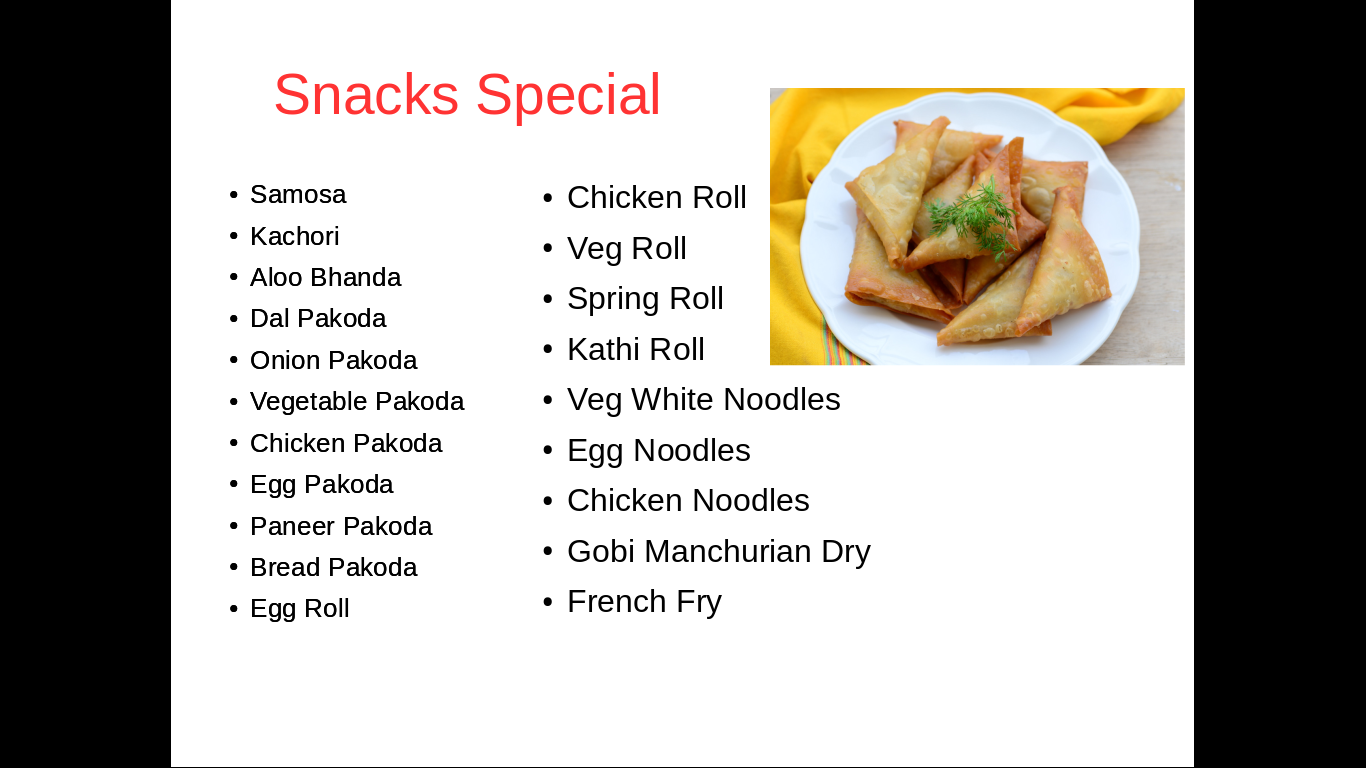 Snacks Special
Samosa
Kachori
Aloo Bhanda
Dal Pakoda
Onion Pakoda
Vegetable Pakoda
Chicken Pakoda
Egg Pakoda
Paneer Pakoda
Bread Pakoda
Egg Roll
Chicken Roll
Veg Roll
Spring Roll
Kathi Roll
Veg White Noodles
Egg Noodles
Chicken Noodles
Gobi Manchurian Dry
French Fry